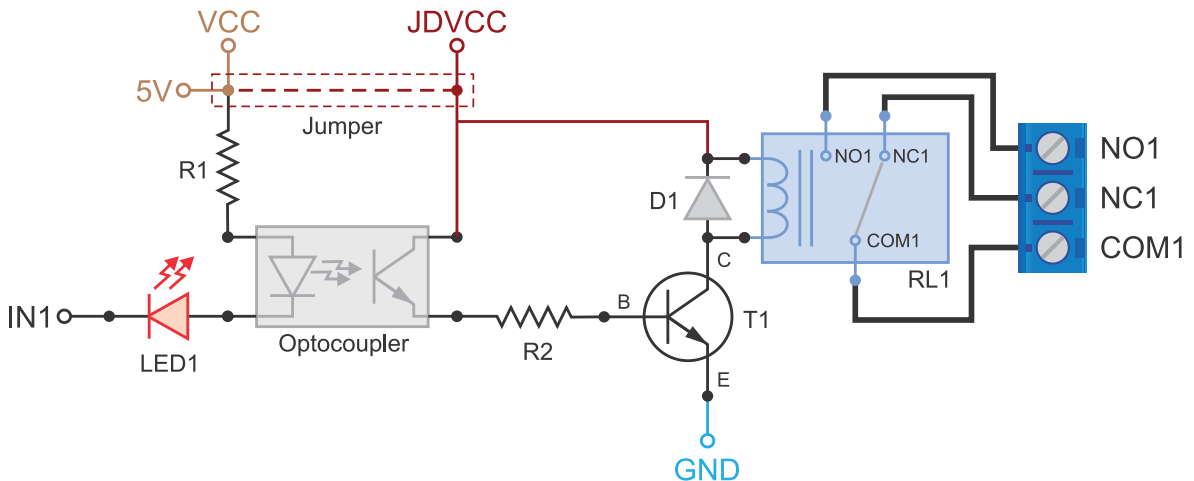 VCC
JDVCC
5V
Jumper
R1
D1
NO1
NC1
COM1
RL1
NO1
NC1
COM1
C
B
T1
E
IN1
LED1
Optocoupler
R2
GND